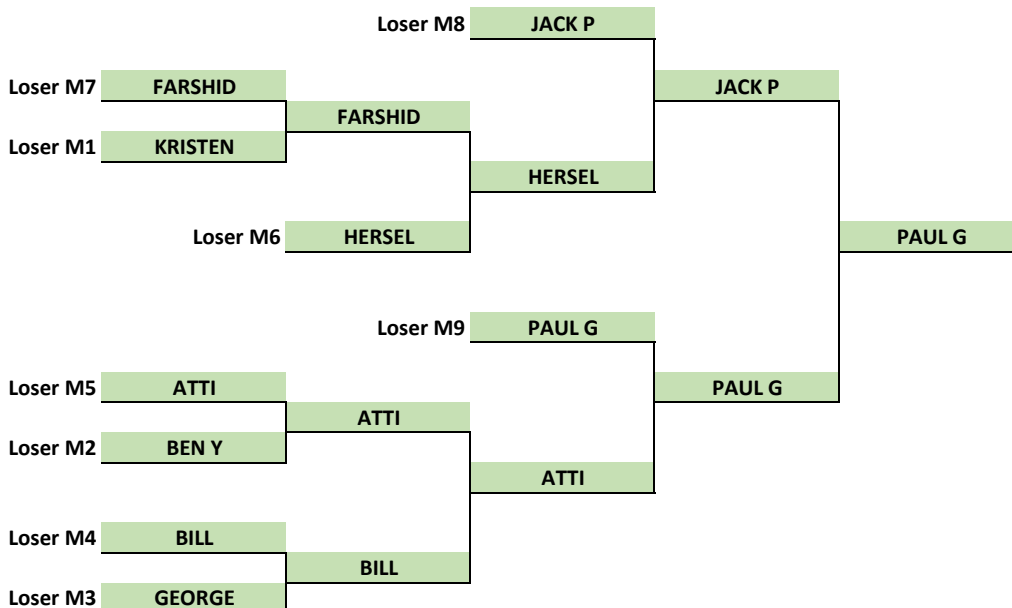 Loser M8 JACK P
Loser M7 FARSHID JACK P
FARSHID
Loser M1 KRISTEN
HERSEL
Loser M6 HERSEL PAUL G
Loser M9 PAUL G
Loser M5 ATTI PAUL G
ATTI
Loser M2 BEN Y
ATTI
Loser M4 BILL
BILL
Loser M3 GEORGE